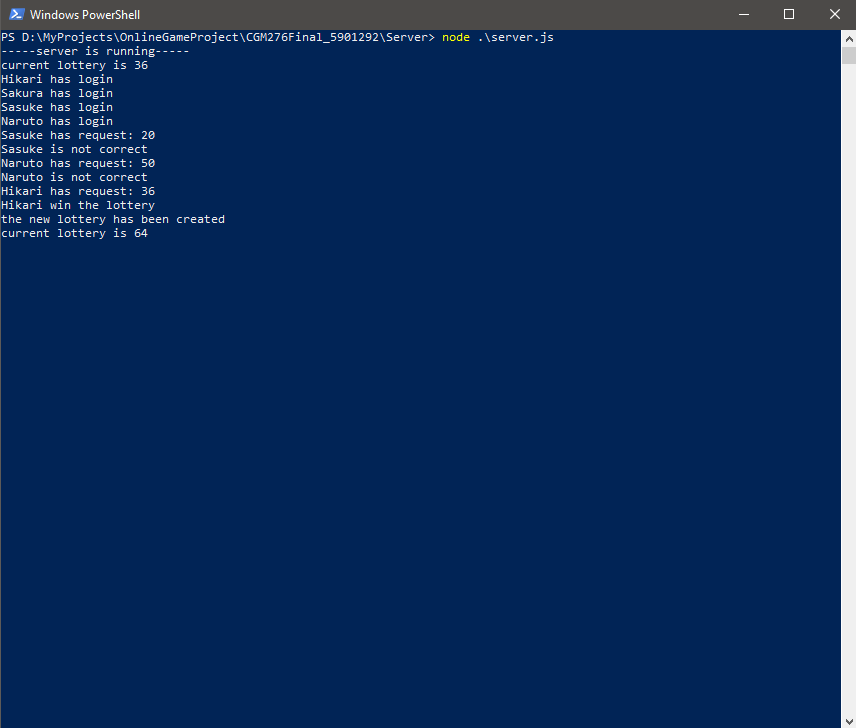 Windows PowerShell
PS D:\MyProjects\OnlineGameProject\CGM276Final_5901292\Server> node .\server.js
-----server is running-----
current lottery is 36
Hikari has login
Sakura has login
Sasuke has login
Naruto has login
Sasuke has request: 20
Sasuke is not correct
Naruto has request: 50
Naruto is not correct
Hikari has request: 36
Hikari win the lottery
the new lottery has been created
current lottery is 64